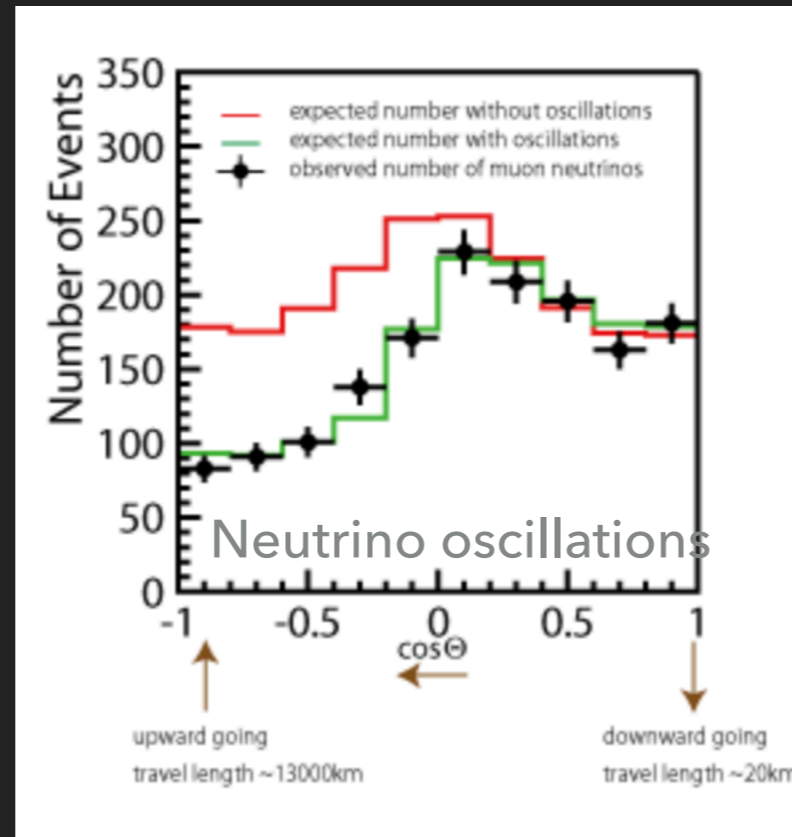 Number of Events
350
300
250
200
150
100
50
0
expected number without oscillations
expected number with oscillations
observed number of muon neutrinos
Neutrino oscillations
-1 -0.5 0 0.5 1
cosΘ
upward going
travel length ~13000km
downward going
travel length ~20km